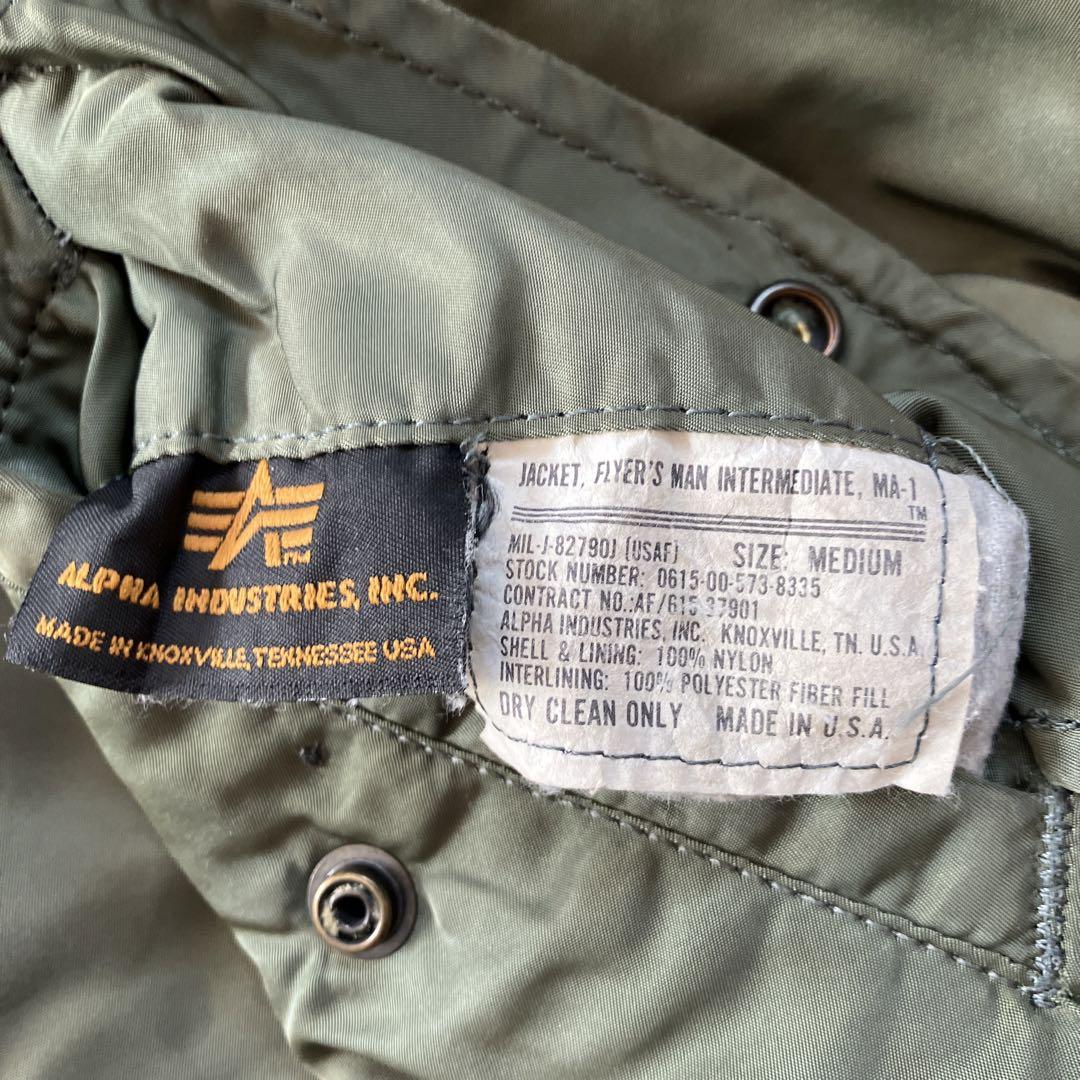 ALPHA INDUSTRIES, INC.
MADE IN KNOXVILLE, TENNESSEE USA
JACKET, FLYER'S MAN INTERMEDIATE, MA-1
TM
MIL-J-82790J (USAF) SIZE: MEDIUM
STOCK NUMBER: 0615-00-573-8335
CONTRACT NO.:AF/615-37901
ALPHA INDUSTRIES, INC. KNOXVILLE, TN. U.S.A.
SHELL & LINING: 100% NYLON
INTERLINING: 100% POLYESTER FIBER FILL
DRY CLEAN ONLY MADE IN U.S.A.